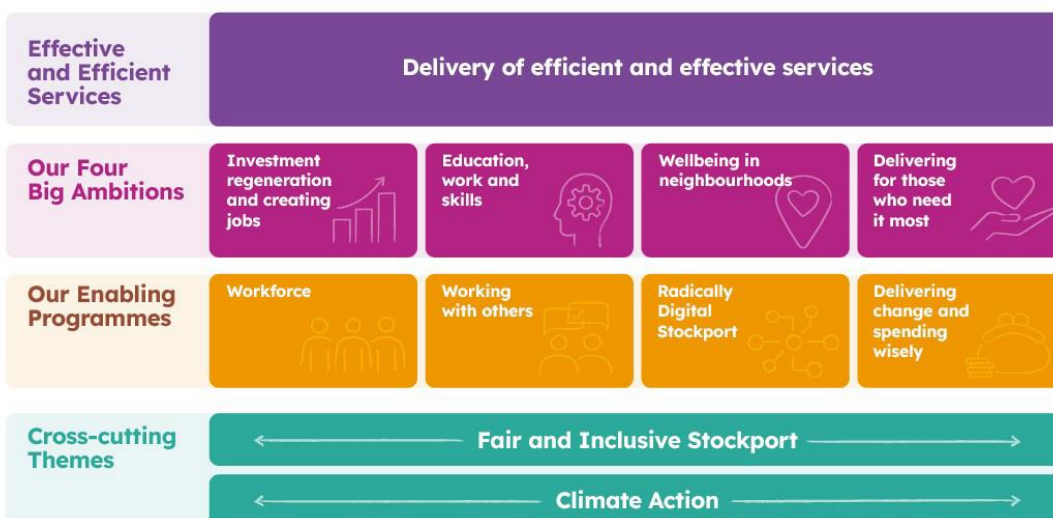 Effective
and Efficient
Services
Delivery of efficient and effective services
Our Four
Big Ambitions
Investment
regeneration
and creating
jobs
Education,
work and
skills
Wellbeing in
neighbourhoods
Delivering
for those
who need
it most
Our Enabling
Programmes
Workforce
Working
with others
Radically
Digital
Stockport
Delivering
change and
spending
wisely
Cross-cutting
Themes
Fair and Inclusive Stockport
Climate Action